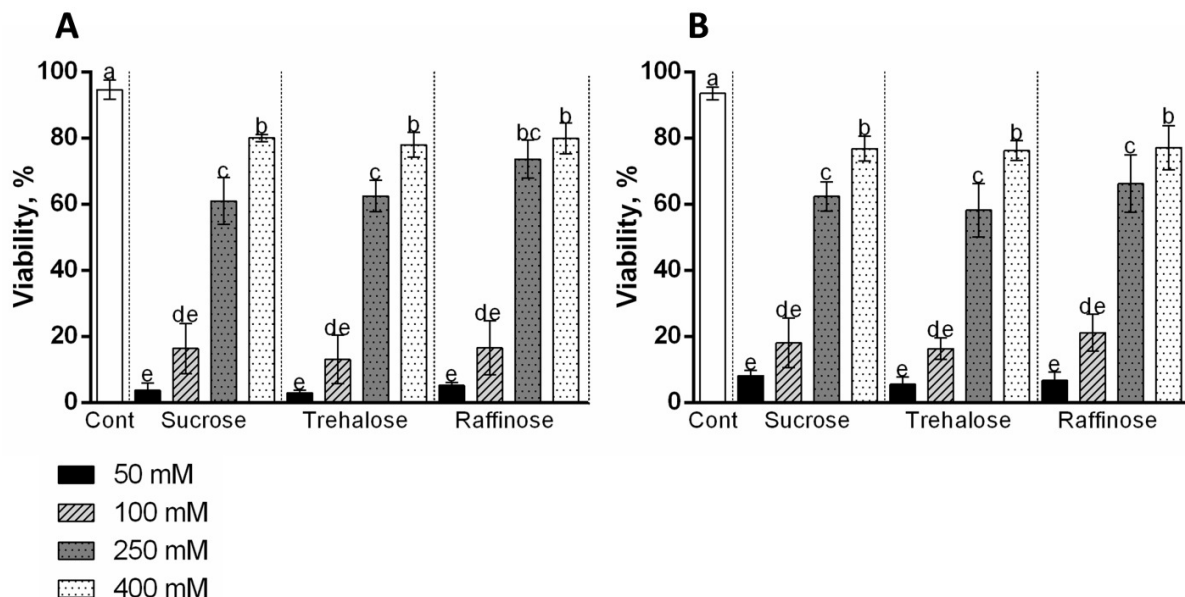 A
Viability, %
100
80
60
40
20
0
a
e
de
c
b
e
de
c
b
e
de
bc
b
Cont Sucrose Trehalose Raffinose
B
Viability, %
100
80
60
40
20
0
a
e
de
c
b
e
de
c
b
e
de
c
b
Cont Sucrose Trehalose Raffinose
50 mM
100 mM
250 mM
400 mM